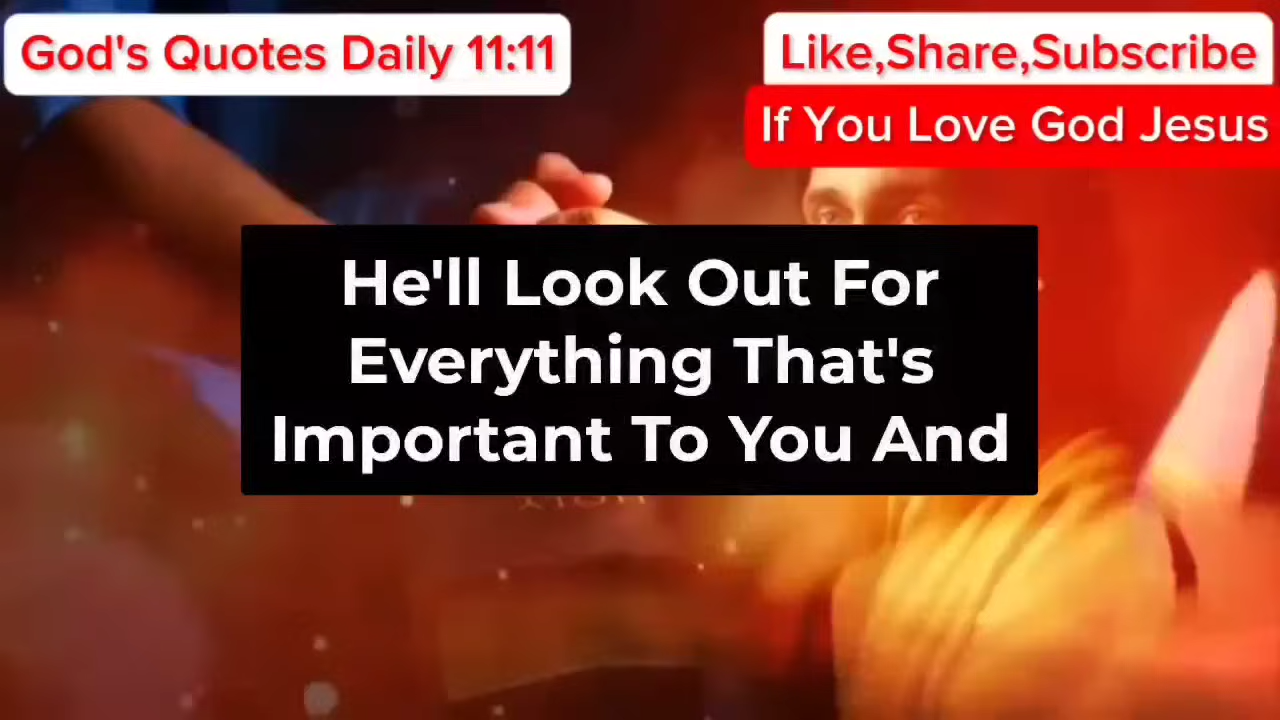 God's Quotes Daily 11:11
Like,Share,Subscribe
If You Love God Jesus
He'll Look Out For
Everything That's
Important To You And